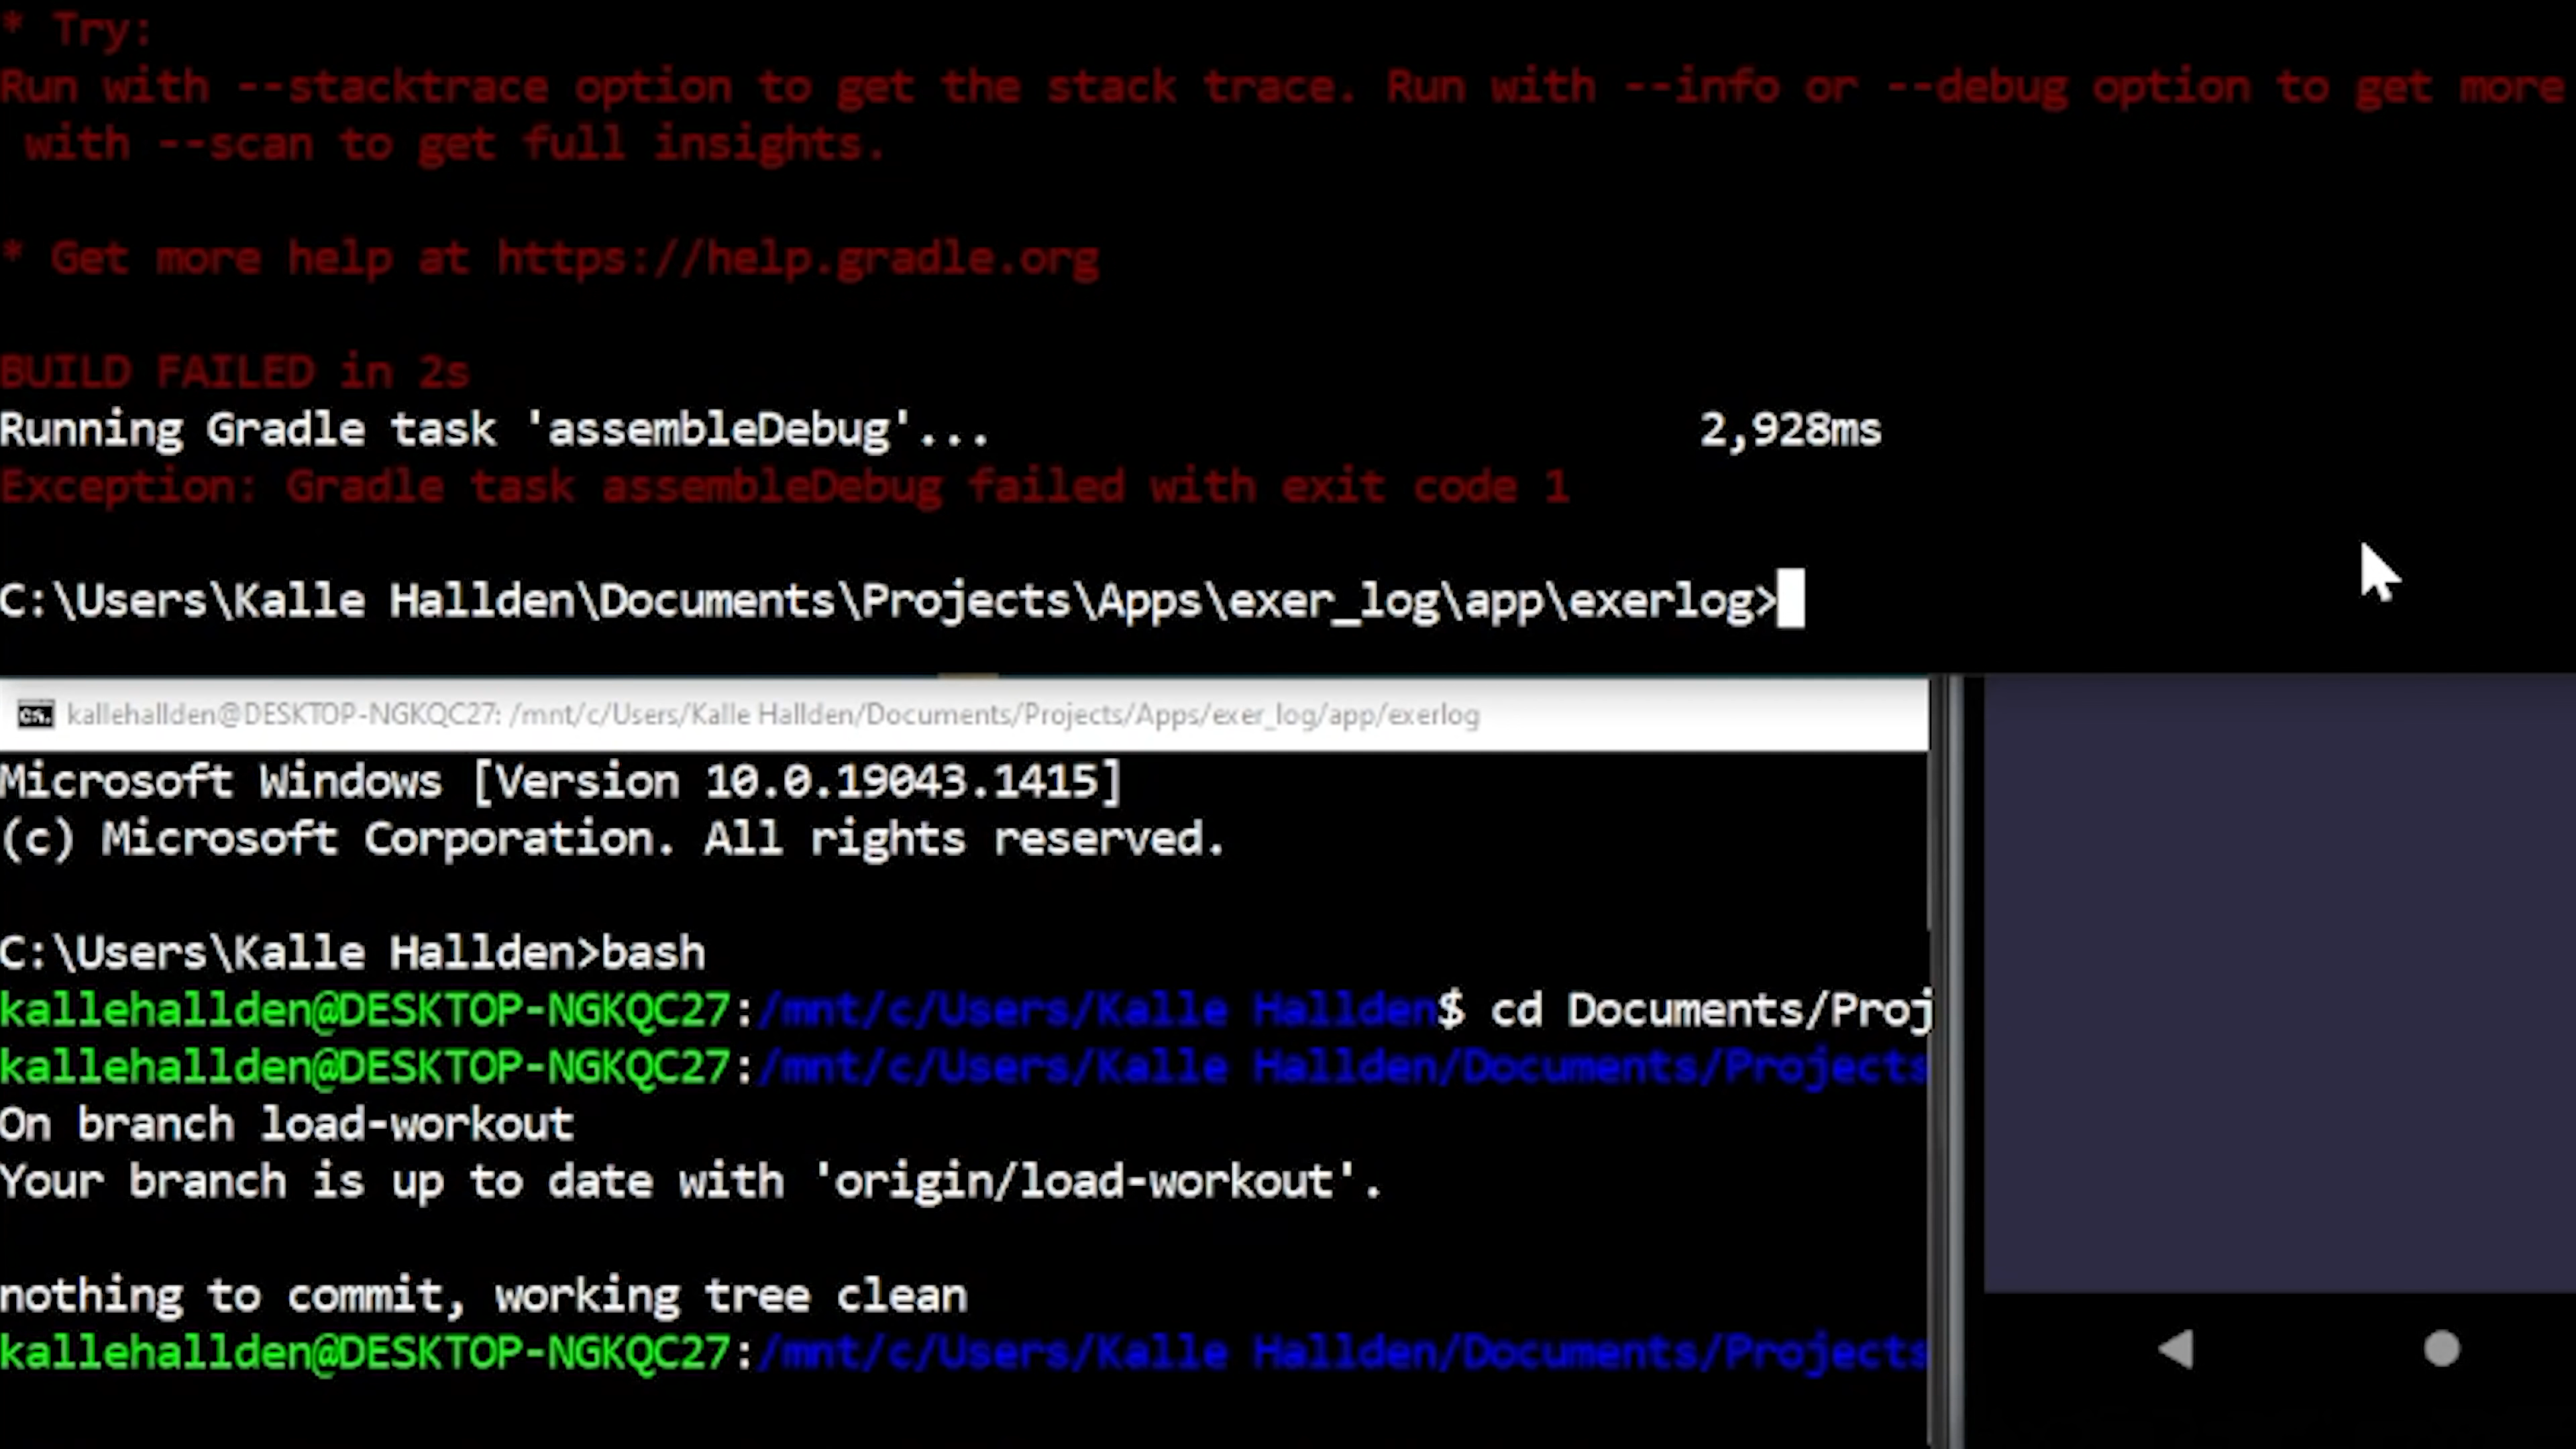 * Try:
Run with --stacktrace option to get the stack trace. Run with --info or --debug option to get more
with --scan to get full insights.
* Get more help at https://help.gradle.org
BUILD FAILED in 2s
Running Gradle task 'assembleDebug'... 2,928ms
Exception: Gradle task assembleDebug failed with exit code 1
C:\Users\Kalle Hallden\Documents\Projects\Apps\exer_log\app\exerlog>
kallehallden@DESKTOP-NGKQC27: /mnt/c/Users/Kalle Hallden/Documents/Projects/Apps/exer_log/app/exerlog
Microsoft Windows [Version 10.0.19043.1415]
(c) Microsoft Corporation. All rights reserved.
C:\Users\Kalle Hallden>bash
kallehallden@DESKTOP-NGKQC27:/mnt/c/Users/Kalle Hallden$ cd Documents/Proj
kallehallden@DESKTOP-NGKQC27:/mnt/c/Users/Kalle Hallden/Documents/Projects
On branch load-workout
Your branch is up to date with 'origin/load-workout'.
nothing to commit, working tree clean
kallehallden@DESKTOP-NGKQC27:/mnt/c/Users/Kalle Hallden/Documents/Projects